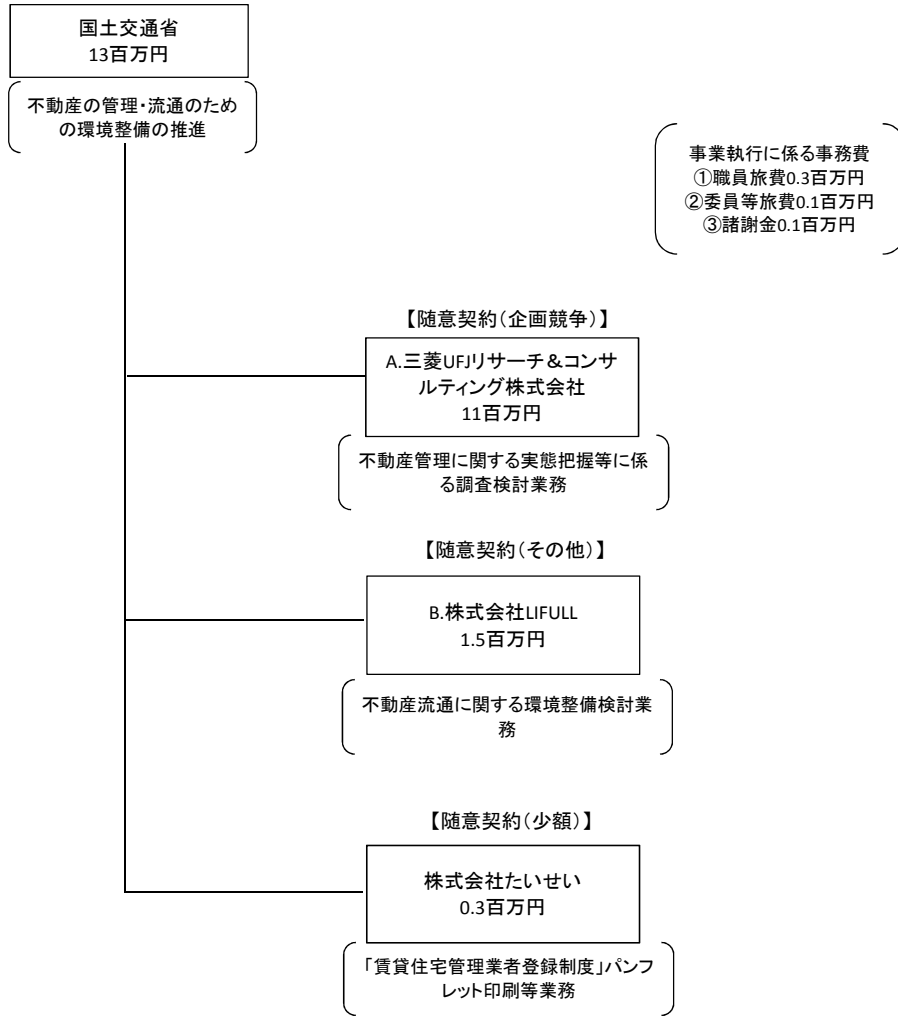 国土交通省
13百万円
不動産の管理・流通のため
の環境整備の推進
事業執行に係る事務費
①職員旅費0.3百万円
②委員等旅費0.1百万円
③諸謝金0.1百万円
【随意契約(企画競争)】
A.三菱UFJリサーチ＆コンサ
ルティング株式会社
11百万円
不動産管理に関する実態把握等に係
る調査検討業務
【随意契約(その他)】
B.株式会社LIFULL
1.5百万円
不動産流通に関する環境整備検討業
務
【随意契約(少額)】
株式会社たいせい
0.3百万円
「賃貸住宅管理業者登録制度」パンフ
レット印刷等業務